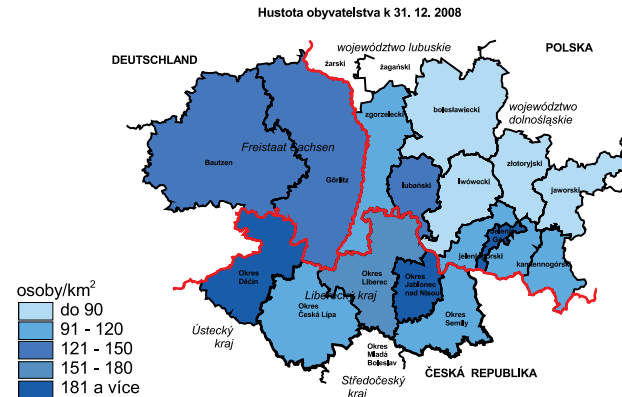 Hustota obyvatelstva k 31. 12. 2008
DEUTSCHLAND
województwo lubuskie
POLSKA
żarski
żagański
zgorzelecki
bolesławiecki
województwo
dolnośląskie
Freistaat Sachsen
Bautzen
Görlitz
lubański
lwówecki
złotoryjski
jaworski
Jelenia
Góra
jeleniogórski
kamiennogórski
Okres
Děčín
Okres
Liberec
Okres
Jablonec
nad Nisou
Liberecký kraj
Okres
Česká Lípa
Okres
Semily
Ústecký
kraj
Okres
Mladá
Boleslav
Středočeský
kraj
ČESKÁ REPUBLIKA
osoby/km²
do 90
91 - 120
121 - 150
151 - 180
181 a více